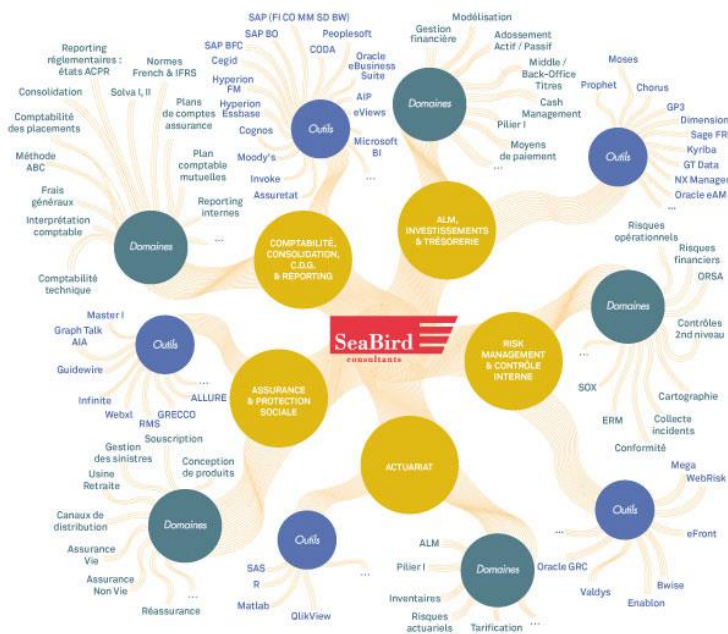 SAP (FI CO MM SD BW)
SAP BO
Peoplesoft
SAP BFC
CODA
Cegid
Oracle
eBusiness
Suite
Hyperion
FM
AIP
Hyperion
Essbase
eViews
Cognos
Outils
Microsoft
BI
Moody's
...
Invoke
Assuretat
Reporting
réglementaires :
états ACPR
Normes
French & IFRS
Consolidation
Solva I, II
Comptabilité
des placements
Plans
de comptes
assurance
Méthode
ABC
Plan
comptable
mutuelles
Frais
généraux
Reporting
internes
Interprétation
comptable
Domaines
...
Comptabilité
technique
COMPTABILITÉ,
CONSOLIDATION,
C.D.G.
& REPORTING
Modélisation
Gestion
financière
Adossement
Actif / Passif
Domaines
Middle /
Back-Office
Titres
Cash
Management
Pilier I
Moyens
de paiement
...
ALM,
INVESTISSEMENTS
& TRÉSORERIE
Moses
Prophet
Chorus
GP3
Dimension
Sage FR
Kyriba
Outils
GT Data
NX Manager
Oracle eAM
...
SeaBird
consultants
RISK
MANAGEMENT
& CONTRÔLE
INTERNE
Risques
opérationnels
Risques
financiers
ORSA
Domaines
Contrôles
2nd niveau
...
SOX
Cartographie
ERM
Collecte
incidents
Conformité
Mega
WebRisk
Outils
...
eFront
Oracle GRC
Bwise
Valdys
Enablon
Master I
Graph Talk
AIA
Outils
Guidewire
...
Infinite
ALLURE
Webxl
GRECCO
RMS
ASSURANCE
& PROTECTION
SOCIALE
Souscription
Gestion
des sinistres
Conception
de produits
Usine
Retraite
Canaux de
distribution
Domaines
Assurance
Vie
Assurance
Non Vie
...
Réassurance
ACTUARIAT
Outils
SAS
...
R
Matlab
QlikView
ALM
Pilier I
Domaines
Inventaires
Risques
actuariels
Tarification
...